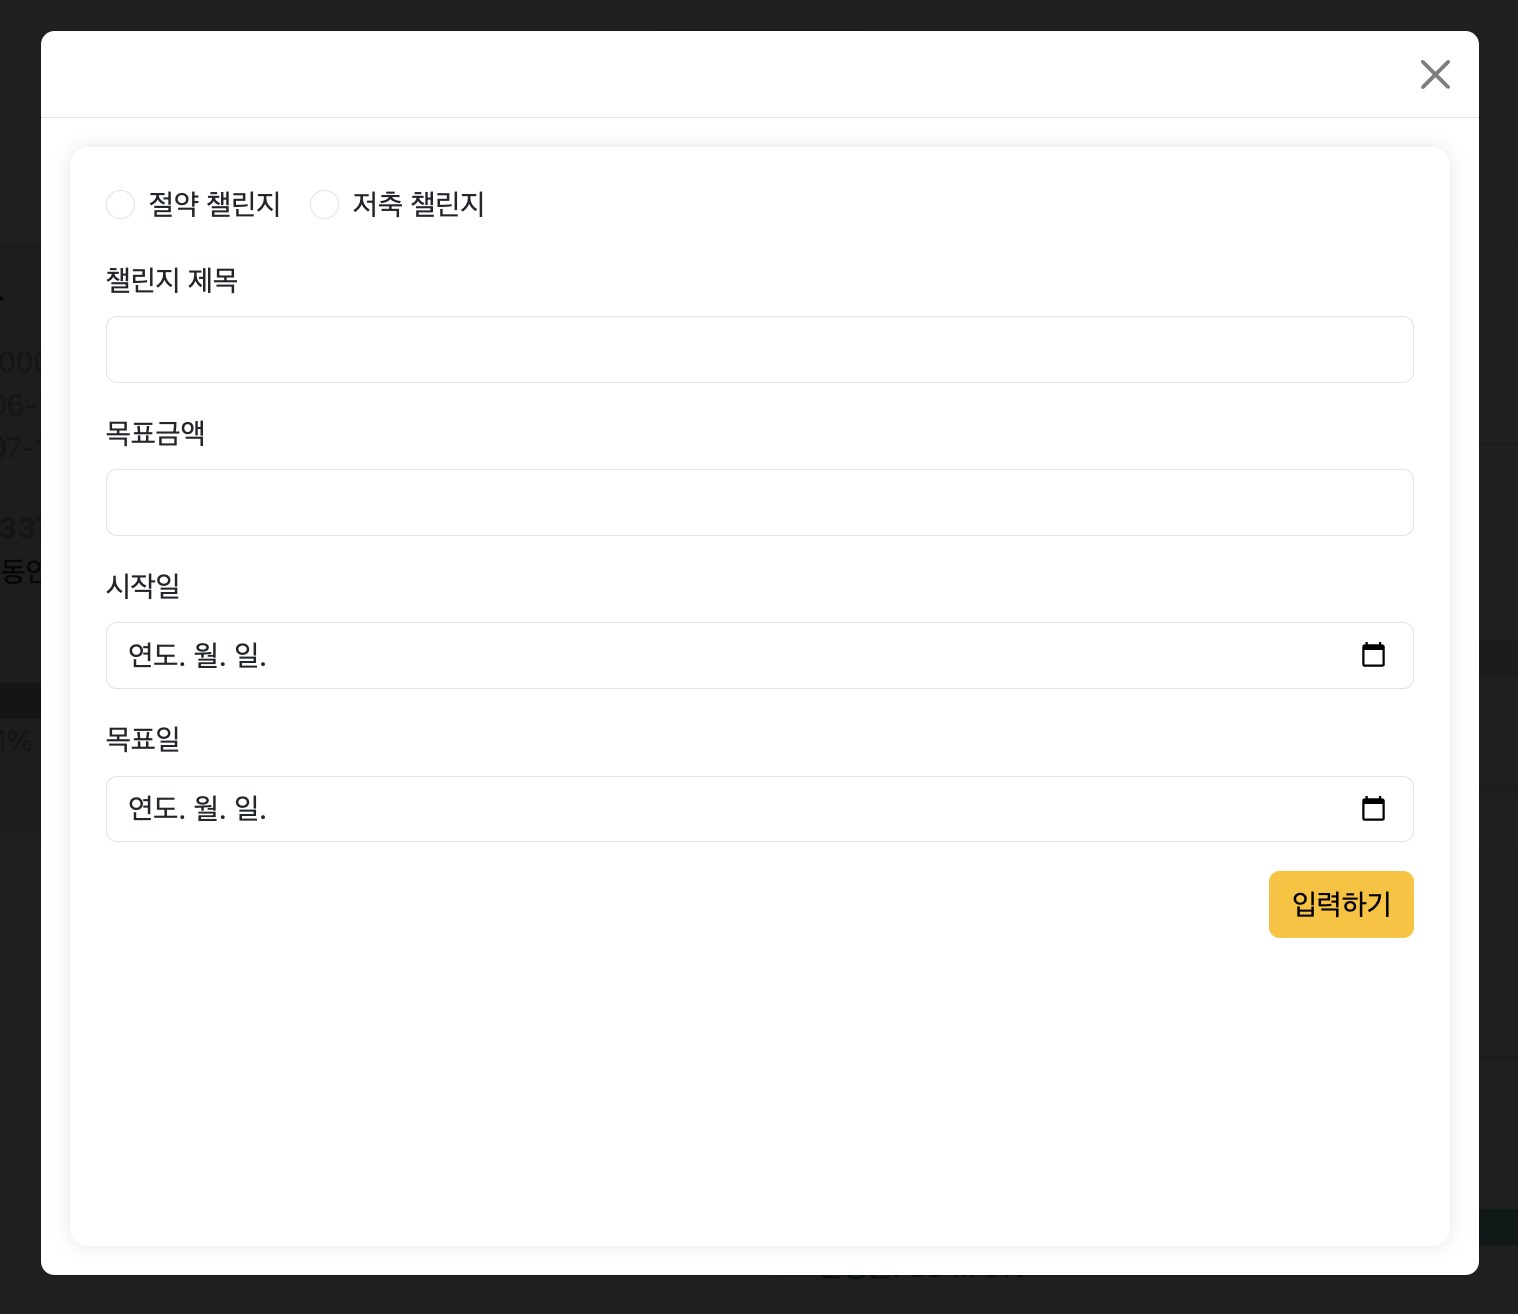 절약 챌린지 저축 챌린지
챌린지 제목
목표금액
시작일
연도. 월. 일.
목표일
연도. 월. 일.
입력하기